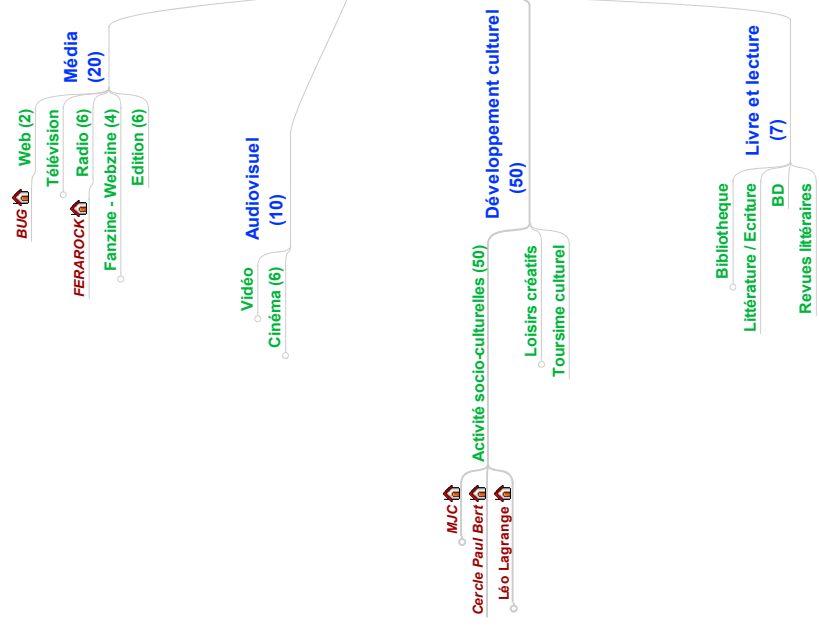 Média
(20)
Web (2)
Télévision
Radio (6)
Fanzine - Webzine (4)
Edition (6)
BUG
FERAROCK
Audiovisuel
(10)
Vidéo
Cinéma (6)
Développement culturel
(50)
Activité socio-culturelles (50)
Loisirs créatifs
Toursime culturel
MJC
Cercle Paul Bert
Léo Lagrange
Livre et lecture
(7)
Bibliotheque
Littérature / Ecriture
BD
Revues littéraires